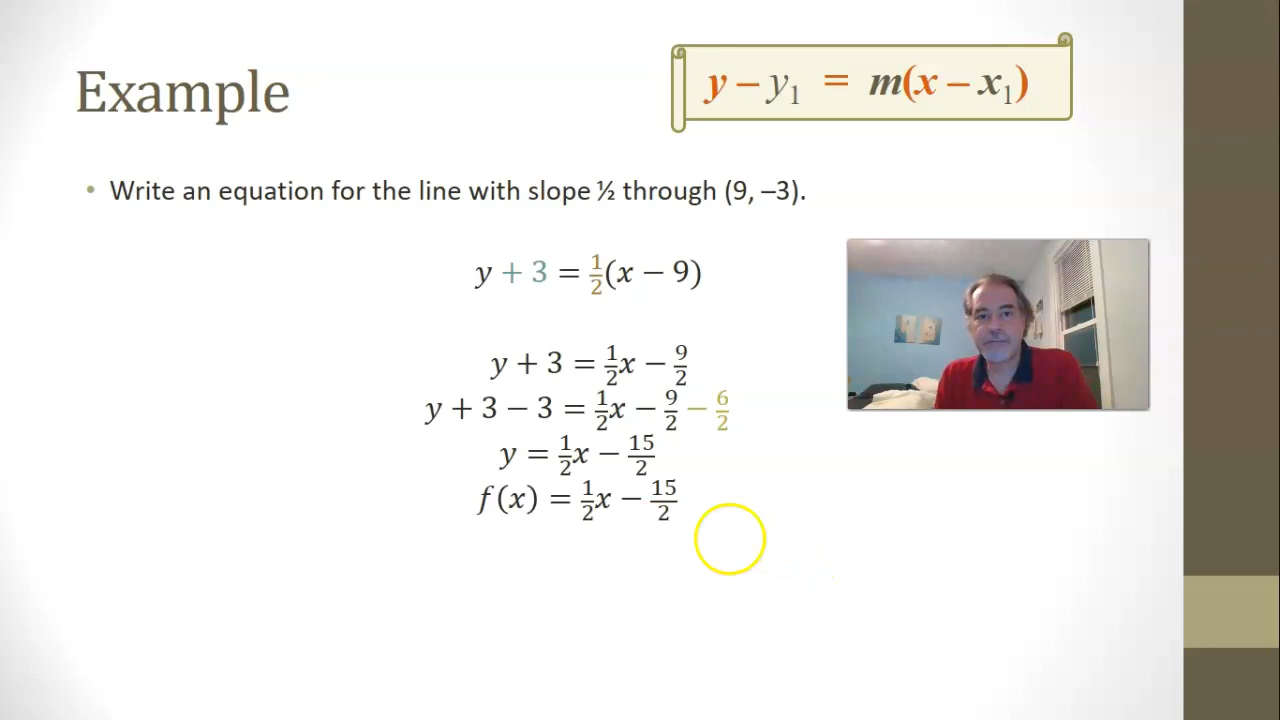 Example
y – y₁ = m(x – x₁)
• Write an equation for the line with slope ½ through (9, –3).
y + 3 = 1/2(x − 9)
y + 3 = 1/2x − 9/2
y + 3 − 3 = 1/2x − 9/2 − 6/2
y = 1/2x − 15/2
f(x) = 1/2x − 15/2